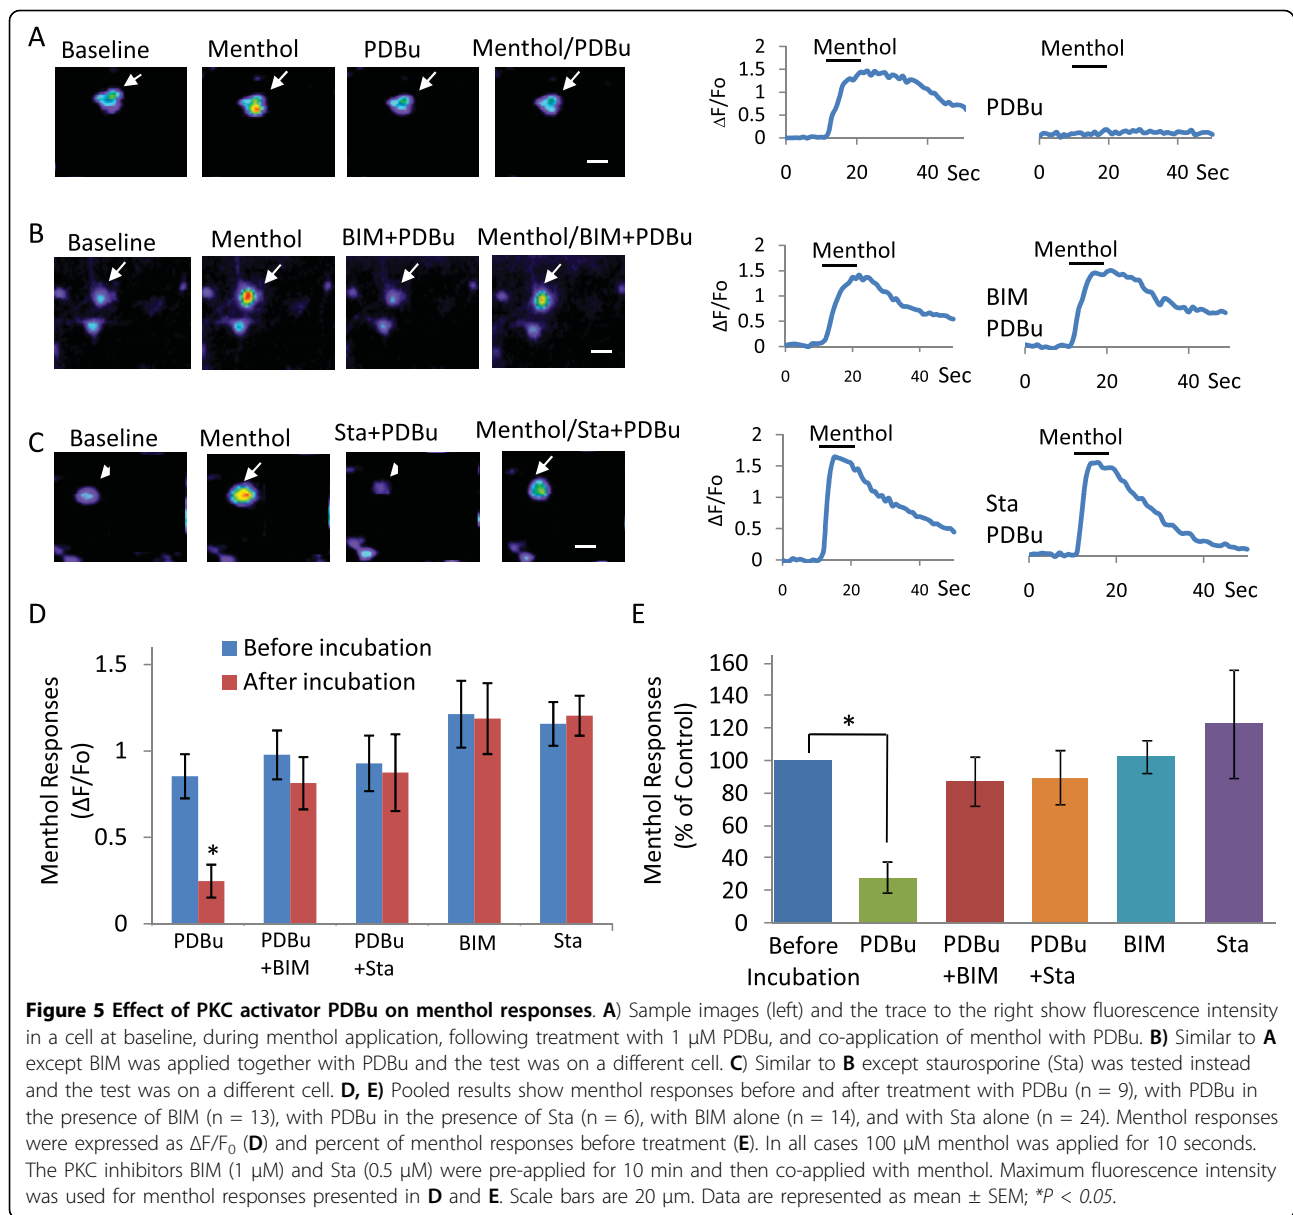 A
Baseline
Menthol
PDBu
Menthol/PDBu
ΔF/Fo
2
1.5
1
0.5
0
Menthol
0
20
40
Sec
Menthol
PDBu
0
20
40
Sec
B
Baseline
Menthol
BIM+PDBu
Menthol/BIM+PDBu
ΔF/Fo
2
1.5
1
0.5
0
Menthol
0
20
40
Sec
Menthol
BIM
PDBu
0
20
40
Sec
C
Baseline
Menthol
Sta+PDBu
Menthol/Sta+PDBu
ΔF/Fo
2
1.5
1
0.5
0
Menthol
0
20
40
Sec
Menthol
Sta
PDBu
0
20
40
Sec
D
Menthol Responses
(ΔF/Fo)
1.5
1
0.5
0
Before incubation
After incubation
*
PDBu
PDBu
+BIM
PDBu
+Sta
BIM
Sta
E
Menthol Responses
(% of Control)
160
140
120
100
80
60
40
20
0
*
Before
Incubation
PDBu
PDBu
+BIM
PDBu
+Sta
BIM
Sta
Figure 5 Effect of PKC activator PDBu on menthol responses. A) Sample images (left) and the trace to the right show fluorescence intensity
in a cell at baseline, during menthol application, following treatment with 1 μM PDBu, and co-application of menthol with PDBu. B) Similar to A
except BIM was applied together with PDBu and the test was on a different cell. C) Similar to B except staurosporine (Sta) was tested instead
and the test was on a different cell. D, E) Pooled results show menthol responses before and after treatment with PDBu (n = 9), with PDBu in
the presence of BIM (n = 13), with PDBu in the presence of Sta (n = 6), with BIM alone (n = 14), and with Sta alone (n = 24). Menthol responses
were expressed as ΔF/F₀ (D) and percent of menthol responses before treatment (E). In all cases 100 μM menthol was applied for 10 seconds.
The PKC inhibitors BIM (1 μM) and Sta (0.5 μM) were pre-applied for 10 min and then co-applied with menthol. Maximum fluorescence intensity
was used for menthol responses presented in D and E. Scale bars are 20 μm. Data are represented as mean ± SEM; *P < 0.05.